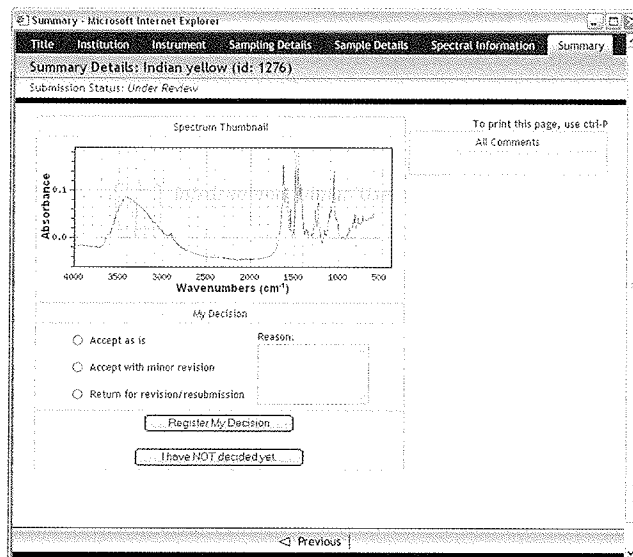 Summary - Microsoft Internet Explorer
Title Institution Instrument Sampling Details Sample Details Spectral Information Summary
Summary Details: Indian yellow (id: 1276)
Submission Status: Under Review
To print this page, use ctrl-P
Spectrum Thumbnail
All Comments
Absorbance
0.1
0.0
4000 3500 3000 2500 2000 1500 1000 500
Wavenumbers (cm-1)
My Decision
Accept as is
Reason:
Accept with minor revision
Return for revision/resubmission
Register My Decision
I have NOT decided yet
Previous